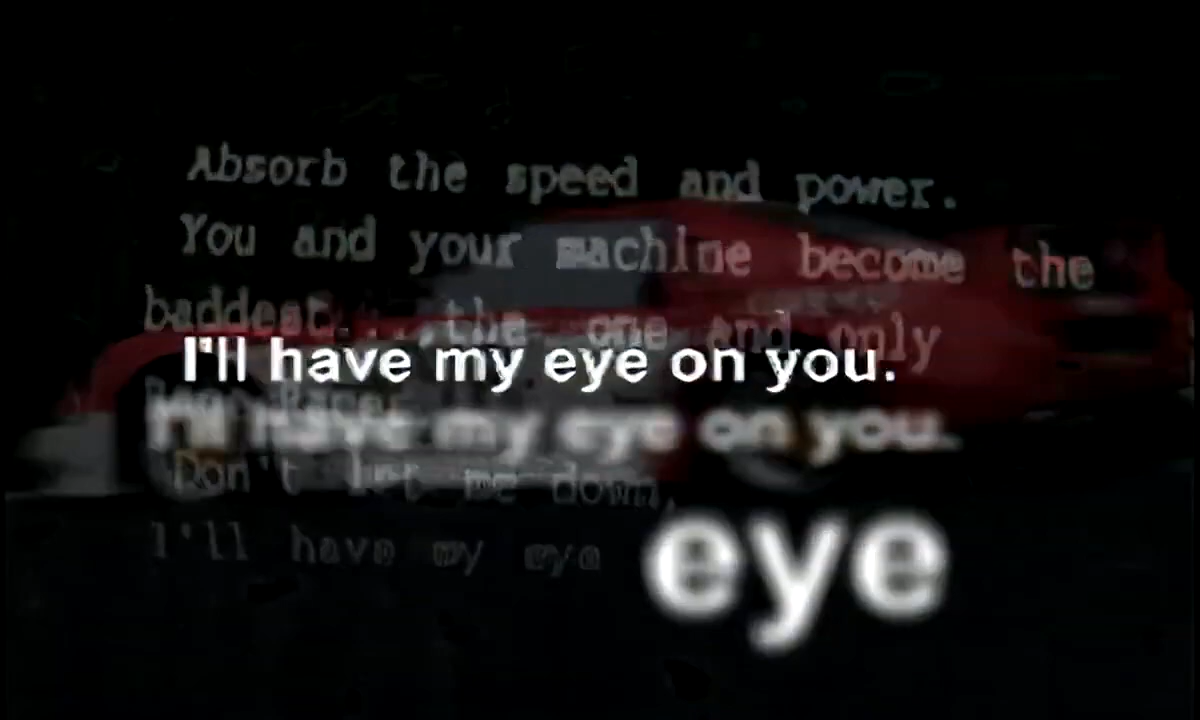 Absorb the speed and power.
You and your machine become the
baddest...the one and only
I'll have my eye on you.
I'll have my eye on you.
Don't let me down,
I'll have my eye
eye